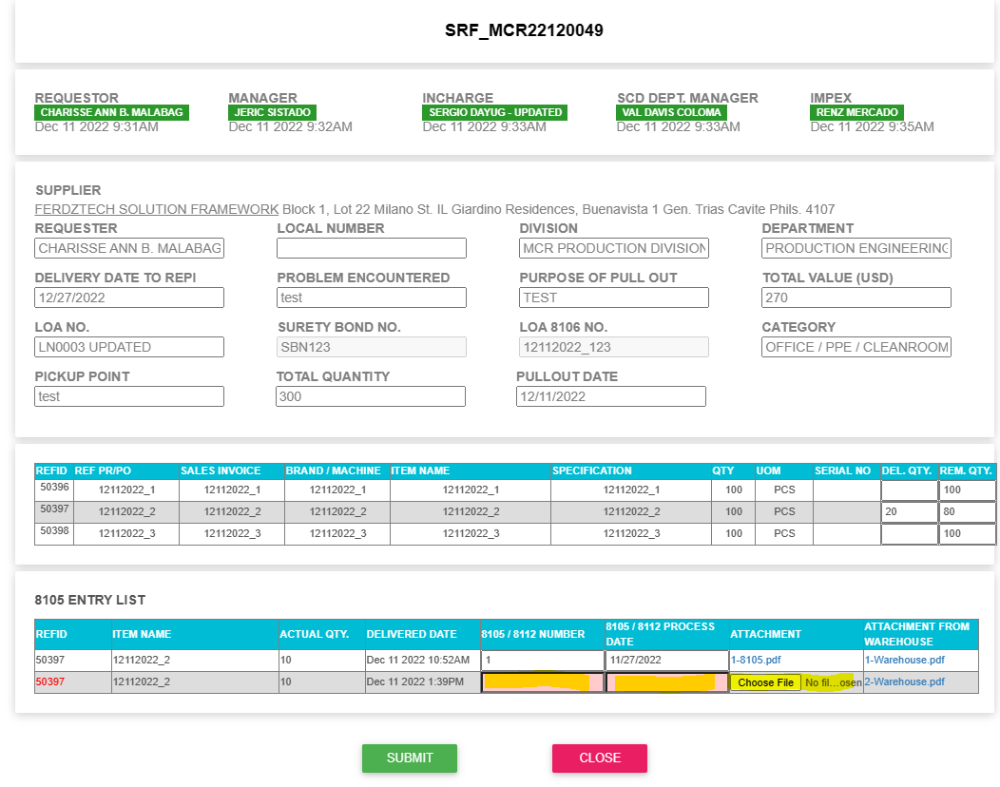 SRF_MCR22120049
REQUESTOR MANAGER INCHARGE SCD DEPT. MANAGER IMPEX
CHARISSE ANN B. MALABAG JERIC SISTADO SERGIO DAYUG - UPDATED VAL DAVIS COLOMA RENZ MERCADO
Dec 11 2022 9:31AM Dec 11 2022 9:32AM Dec 11 2022 9:33AM Dec 11 2022 9:33AM Dec 11 2022 9:35AM
SUPPLIER
FERDZTECH SOLUTION FRAMEWORK Block 1, Lot 22 Milano St. IL Giardino Residences, Buenavista 1 Gen. Trias Cavite Phils. 4107
REQUESTER LOCAL NUMBER DIVISION DEPARTMENT
CHARISSE ANN B. MALABAG MCR PRODUCTION DIVISION PRODUCTION ENGINEERING
DELIVERY DATE TO REPI PROBLEM ENCOUNTERED PURPOSE OF PULL OUT TOTAL VALUE (USD)
12/27/2022 test TEST 270
LOA NO. SURETY BOND NO. LOA 8106 NO. CATEGORY
LN0003 UPDATED SBN123 12112022_123 OFFICE / PPE / CLEANROOM
PICKUP POINT TOTAL QUANTITY PULLOUT DATE
test 300 12/11/2022
REFID REF PR/PO SALES INVOICE BRAND / MACHINE ITEM NAME SPECIFICATION QTY UOM SERIAL NO DEL. QTY. REM. QTY.
50396 12112022_1 12112022_1 12112022_1 12112022_1 12112022_1 100 PCS 100
50397 12112022_2 12112022_2 12112022_2 12112022_2 12112022_2 100 PCS 20 80
50398 12112022_3 12112022_3 12112022_3 12112022_3 12112022_3 100 PCS 100
8105 ENTRY LIST
REFID ITEM NAME ACTUAL QTY. DELIVERED DATE 8105 / 8112 NUMBER 8105 / 8112 PROCESS DATE ATTACHMENT ATTACHMENT FROM WAREHOUSE
50397 12112022_2 10 Dec 11 2022 10:52AM 1 11/27/2022 1-8105.pdf 1-Warehouse.pdf
50397 12112022_2 10 Dec 11 2022 1:39PM Choose File No fil...osen 2-Warehouse.pdf
SUBMIT CLOSE